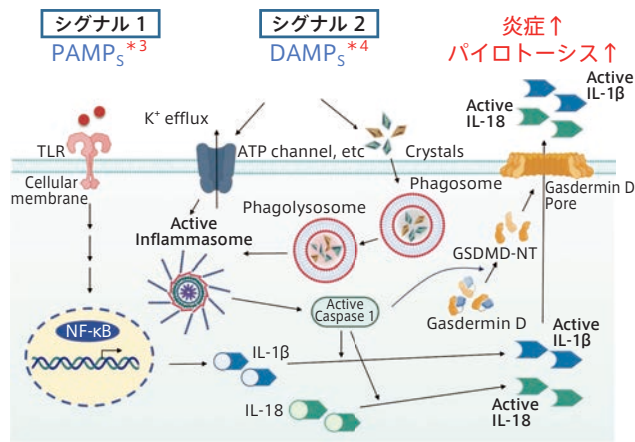 シグナル 1
PAMPS*3
シグナル 2
DAMPS*4
炎症↑
パイロトーシス↑
Active
IL-1β
Active
IL-18
K+ efflux
TLR
ATP channel, etc
Crystals
Cellular
membrane
Phagosome
Gasdermin D
Pore
Phagolysosome
Active
Inflammasome
GSDMD-NT
Active
Caspase 1
Gasdermin D
NF-κB
IL-1β
Active
IL-1β
IL-18
Active
IL-18